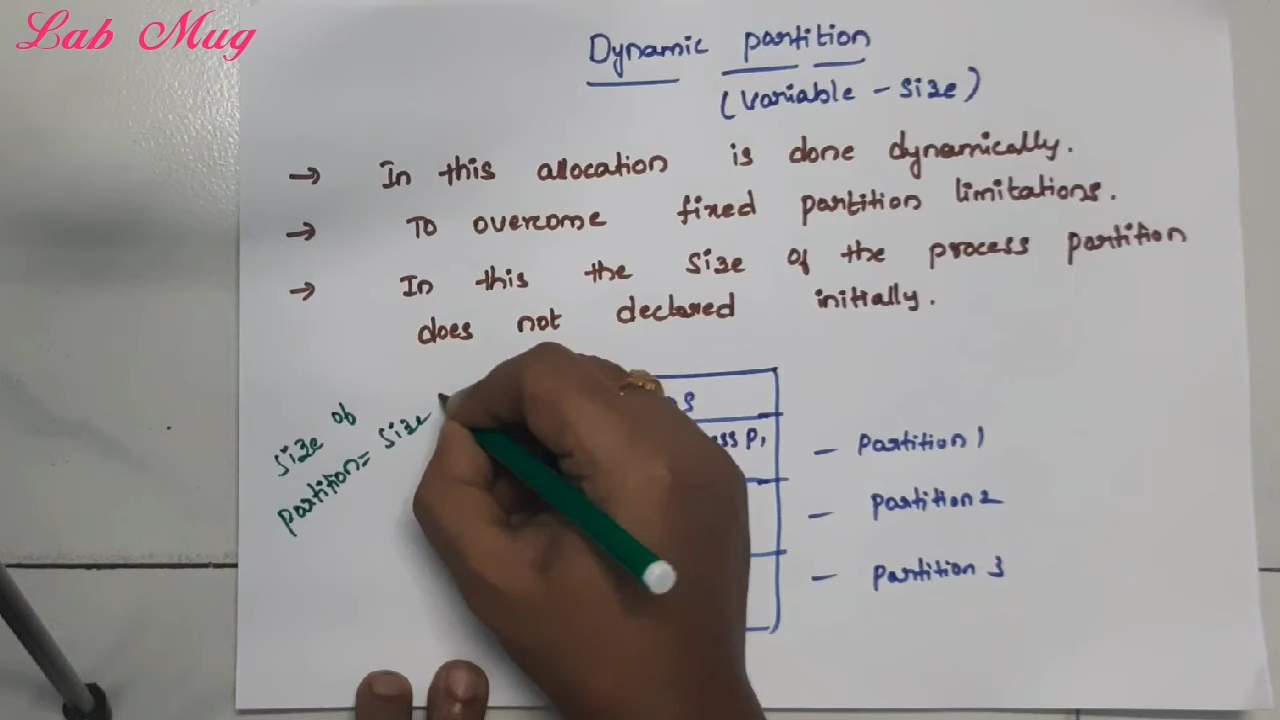 Lab Mug
Dynamic partition
(variable - size)
→ In this allocation is done dynamically.
→ To overcome fixed partition limitations.
→ In this the size of the process partition
does not declared initially.
size of
partition = size
P1
- partition 1
- partition 2
- partition 3